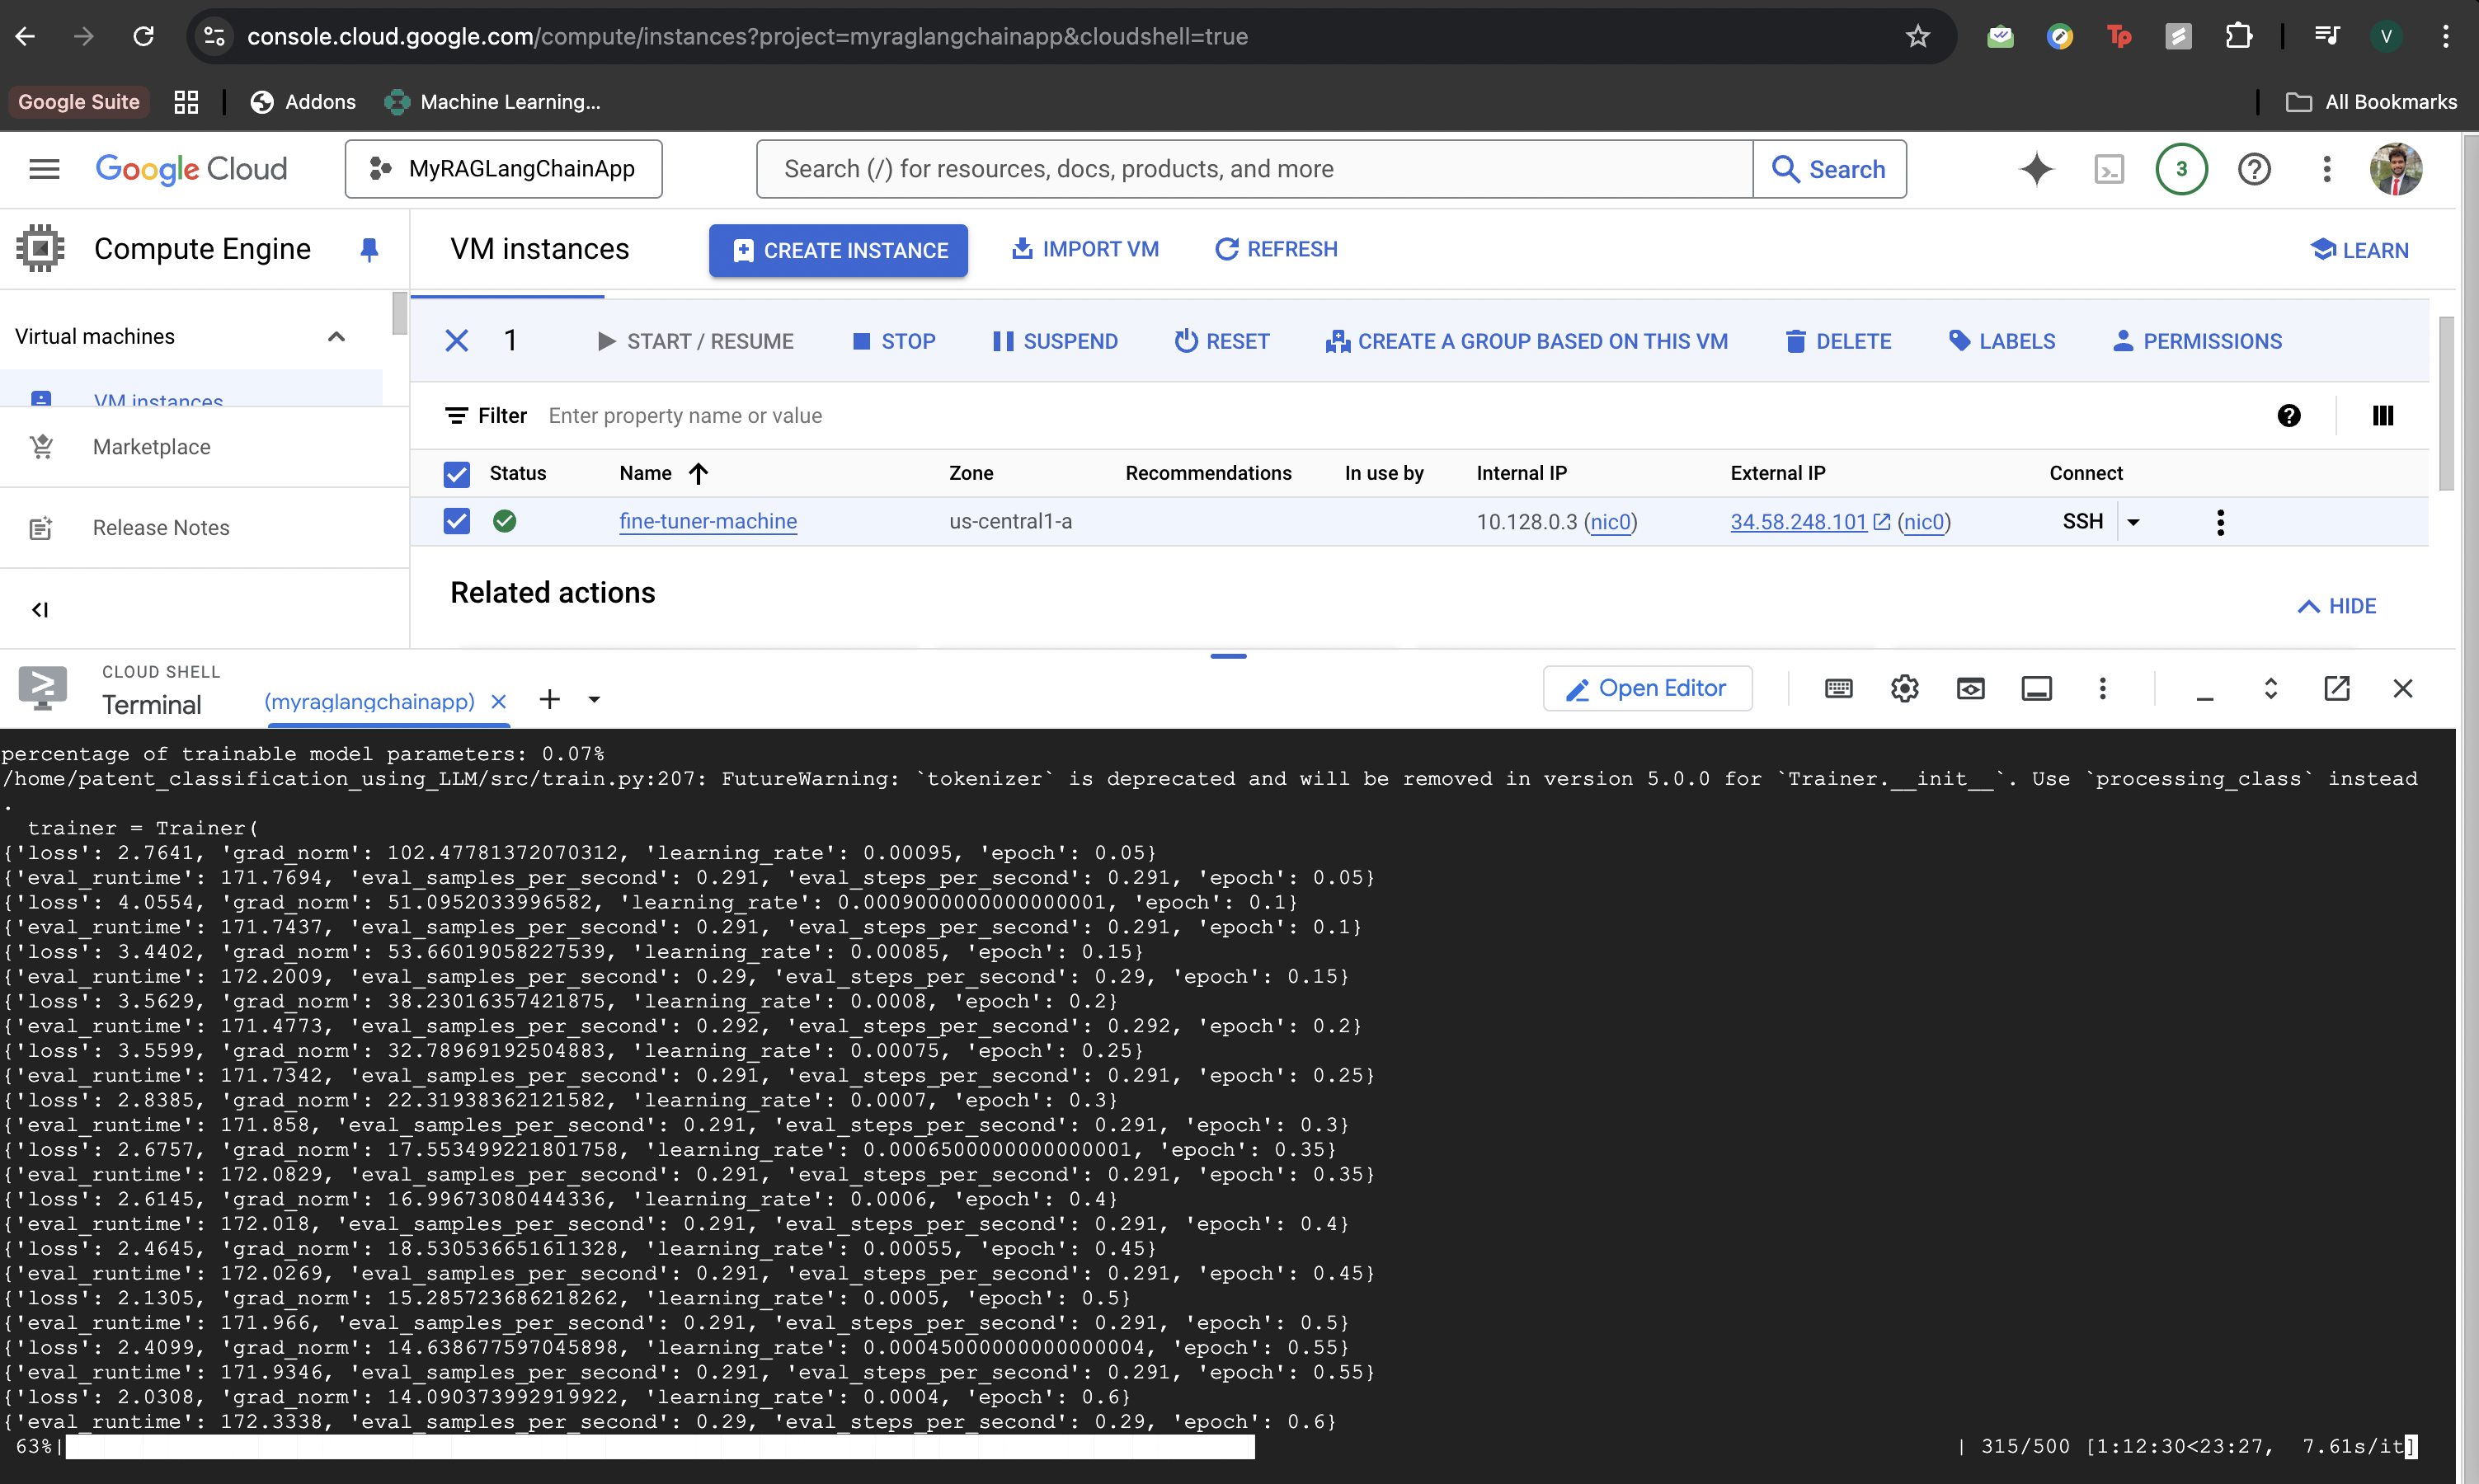 console.cloud.google.com/compute/instances?project=myraglangchainapp&cloudshell=true
Tp
V
Google Suite
Addons
Machine Learning...
All Bookmarks
Google Cloud
MyRAGLangChainApp
Search (/) for resources, docs, products, and more
Search
3
Compute Engine
VM instances
CREATE INSTANCE
IMPORT VM
REFRESH
LEARN
Virtual machines
VM instances
Marketplace
Release Notes
1
START / RESUME
STOP
SUSPEND
RESET
CREATE A GROUP BASED ON THIS VM
DELETE
LABELS
PERMISSIONS
Filter Enter property name or value
Status Name Zone Recommendations In use by Internal IP External IP Connect
fine-tuner-machine us-central1-a 10.128.0.3 (nic0) 34.58.248.101 (nic0) SSH
Related actions
HIDE
CLOUD SHELL
Terminal
(myraglangchainapp)
Open Editor
percentage of trainable model parameters: 0.07%
/home/patent_classification_using_LLM/src/train.py:207: FutureWarning: `tokenizer` is deprecated and will be removed in version 5.0.0 for `Trainer.__init__`. Use `processing_class` instead
.
trainer = Trainer(
{'loss': 2.7641, 'grad_norm': 102.47781372070312, 'learning_rate': 0.00095, 'epoch': 0.05}
{'eval_runtime': 171.7694, 'eval_samples_per_second': 0.291, 'eval_steps_per_second': 0.291, 'epoch': 0.05}
{'loss': 4.0554, 'grad_norm': 51.0952033996582, 'learning_rate': 0.0009000000000000001, 'epoch': 0.1}
{'eval_runtime': 171.7437, 'eval_samples_per_second': 0.291, 'eval_steps_per_second': 0.291, 'epoch': 0.1}
{'loss': 3.4402, 'grad_norm': 53.66019058227539, 'learning_rate': 0.00085, 'epoch': 0.15}
{'eval_runtime': 172.2009, 'eval_samples_per_second': 0.29, 'eval_steps_per_second': 0.29, 'epoch': 0.15}
{'loss': 3.5629, 'grad_norm': 38.23016357421875, 'learning_rate': 0.0008, 'epoch': 0.2}
{'eval_runtime': 171.4773, 'eval_samples_per_second': 0.292, 'eval_steps_per_second': 0.292, 'epoch': 0.2}
{'loss': 3.5599, 'grad_norm': 32.78969192504883, 'learning_rate': 0.00075, 'epoch': 0.25}
{'eval_runtime': 171.7342, 'eval_samples_per_second': 0.291, 'eval_steps_per_second': 0.291, 'epoch': 0.25}
{'loss': 2.8385, 'grad_norm': 22.31938362121582, 'learning_rate': 0.0007, 'epoch': 0.3}
{'eval_runtime': 171.858, 'eval_samples_per_second': 0.291, 'eval_steps_per_second': 0.291, 'epoch': 0.3}
{'loss': 2.6757, 'grad_norm': 17.553499221801758, 'learning_rate': 0.0006500000000000001, 'epoch': 0.35}
{'eval_runtime': 172.0829, 'eval_samples_per_second': 0.291, 'eval_steps_per_second': 0.291, 'epoch': 0.35}
{'loss': 2.6145, 'grad_norm': 16.99673080444336, 'learning_rate': 0.0006, 'epoch': 0.4}
{'eval_runtime': 172.018, 'eval_samples_per_second': 0.291, 'eval_steps_per_second': 0.291, 'epoch': 0.4}
{'loss': 2.4645, 'grad_norm': 18.530536651611328, 'learning_rate': 0.00055, 'epoch': 0.45}
{'eval_runtime': 172.0269, 'eval_samples_per_second': 0.291, 'eval_steps_per_second': 0.291, 'epoch': 0.45}
{'loss': 2.1305, 'grad_norm': 15.285723686218262, 'learning_rate': 0.0005, 'epoch': 0.5}
{'eval_runtime': 171.966, 'eval_samples_per_second': 0.291, 'eval_steps_per_second': 0.291, 'epoch': 0.5}
{'loss': 2.4099, 'grad_norm': 14.638677597045898, 'learning_rate': 0.00045000000000000004, 'epoch': 0.55}
{'eval_runtime': 171.9346, 'eval_samples_per_second': 0.291, 'eval_steps_per_second': 0.291, 'epoch': 0.55}
{'loss': 2.0308, 'grad_norm': 14.090373992919922, 'learning_rate': 0.0004, 'epoch': 0.6}
{'eval_runtime': 172.3338, 'eval_samples_per_second': 0.29, 'eval_steps_per_second': 0.29, 'epoch': 0.6}
63%| | 315/500 [1:12:30<23:27, 7.61s/it]